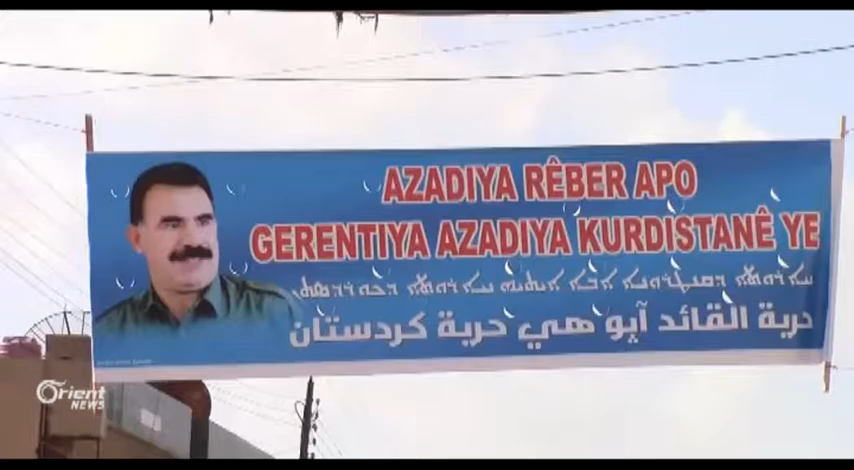 AZADIYA RÊBER APO
GERENTIYA AZADIYA KURDISTANÊ YE
حرية القائد آبو هي حرية كردستان
Orient
NEWS